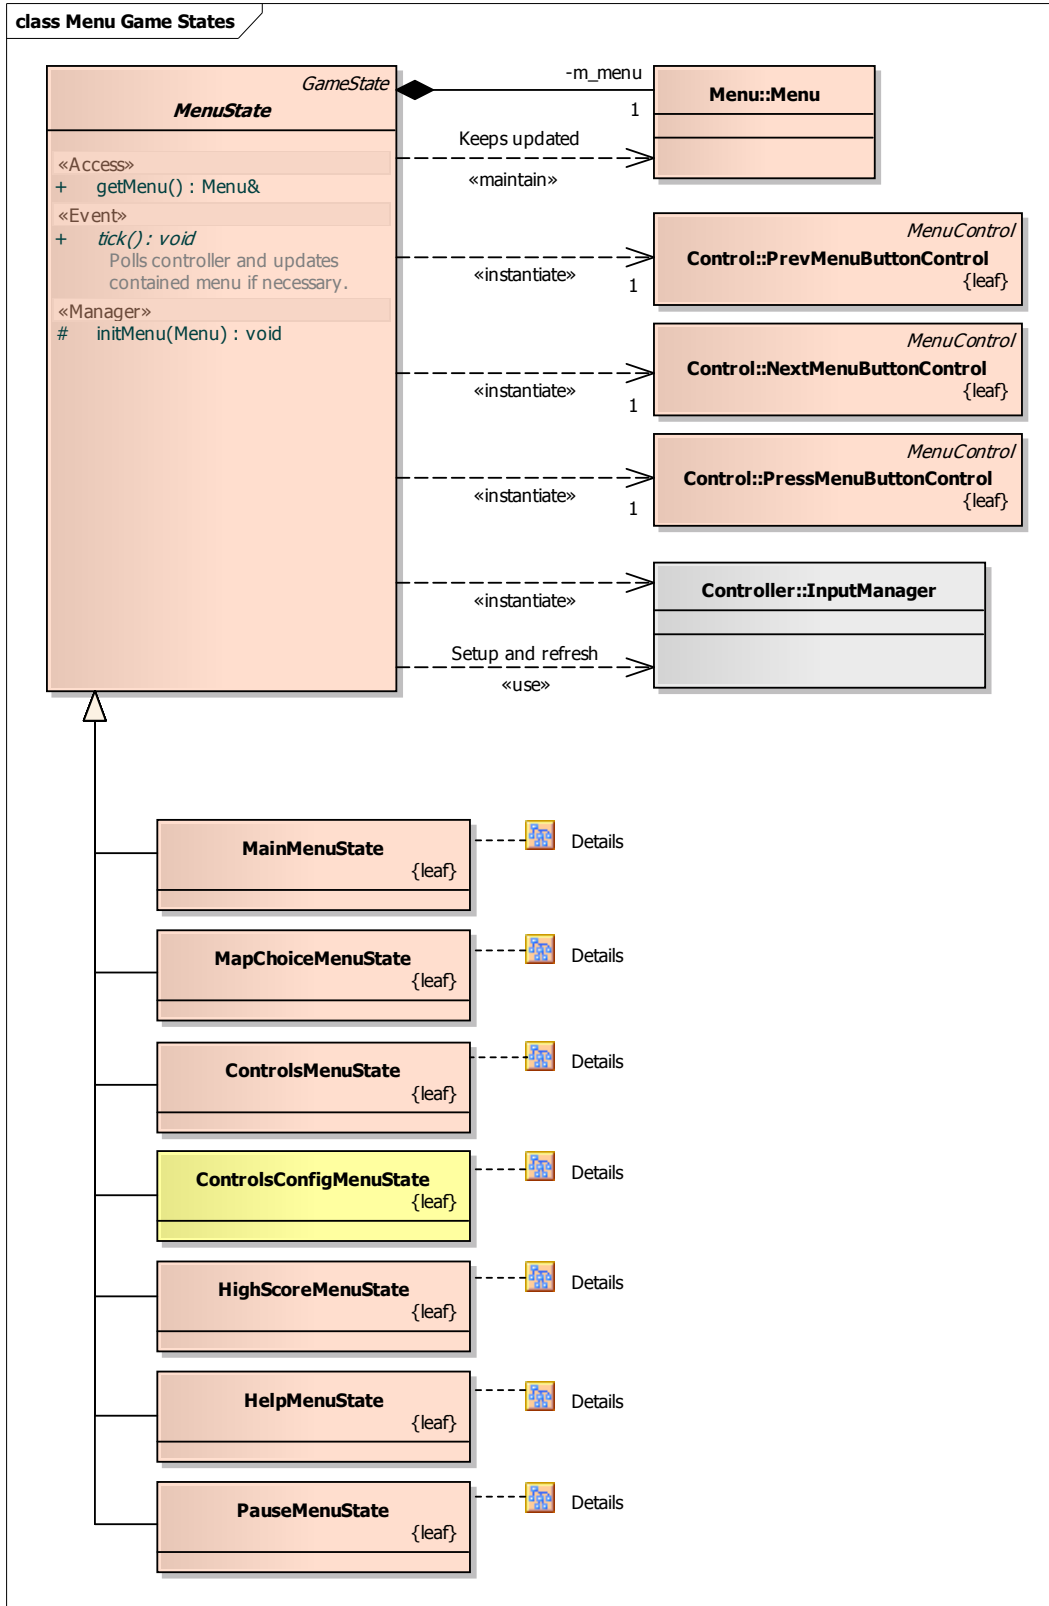 class Menu Game States
GameState
MenuState
«Access»
+ getMenu() : Menu&
«Event»
+ tick() : void
Polls controller and updates
contained menu if necessary.
«Manager»
# initMenu(Menu) : void
-m_menu
1
Menu::Menu
Keeps updated
«maintain»
MenuControl
Control::PrevMenuButtonControl
{leaf}
«instantiate»
1
MenuControl
Control::NextMenuButtonControl
{leaf}
«instantiate»
1
MenuControl
Control::PressMenuButtonControl
{leaf}
«instantiate»
1
Controller::InputManager
«instantiate»
Setup and refresh
«use»
MainMenuState
{leaf}
Details
MapChoiceMenuState
{leaf}
Details
ControlsMenuState
{leaf}
Details
ControlsConfigMenuState
{leaf}
Details
HighScoreMenuState
{leaf}
Details
HelpMenuState
{leaf}
Details
PauseMenuState
{leaf}
Details